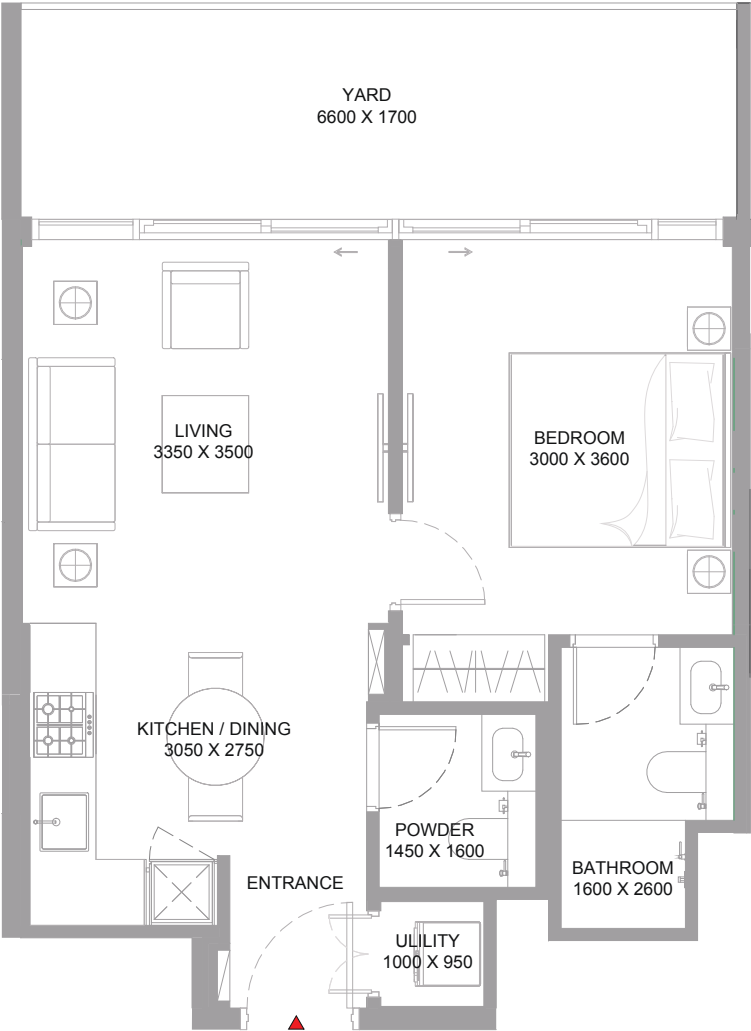 YARD
6600 X 1700
LIVING
3350 X 3500
BEDROOM
3000 X 3600
KITCHEN / DINING
3050 X 2750
POWDER
1450 X 1600
BATHROOM
1600 X 2600
ENTRANCE
ULILITY
1000 X 950